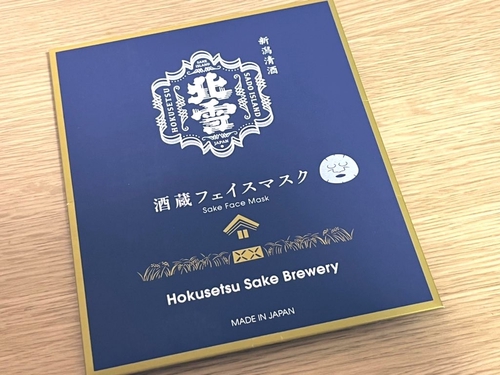 新潟清酒
SAKE
ISLAND
HOKUSETSU
北雪
SADO ISLAND
JAPAN
酒蔵フェイスマスク
Sake Face Mask
Hokusetsu Sake Brewery
MADE IN JAPAN